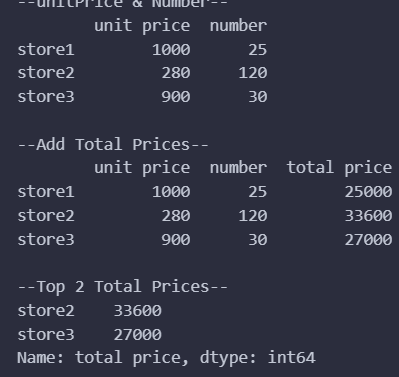 --unitPrice & Number--
        unit price  number
store1        1000      25
store2         280     120
store3         900      30
--Add Total Prices--
        unit price  number  total price
store1        1000      25        25000
store2         280     120        33600
store3         900      30        27000
--Top 2 Total Prices--
store2    33600
store3    27000
Name: total price, dtype: int64